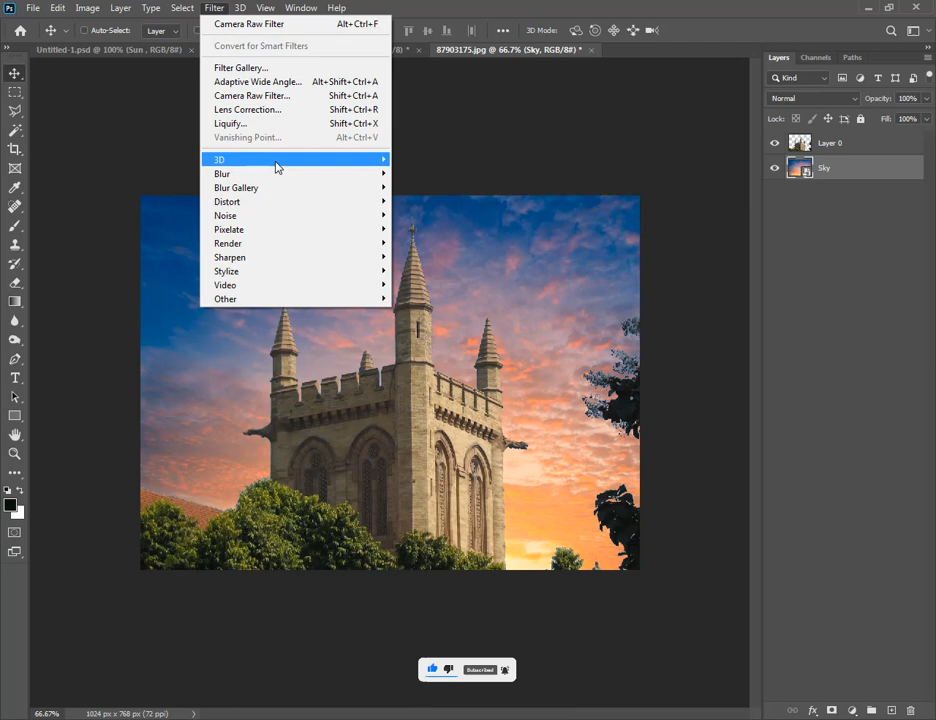 Ps File Edit Image Layer Type Select Filter 3D View Window Help
Auto-Select: Layer 3D Mode:
Untitled-1.psd @ 100% (Sun , RGB/8#) × /8) * × 87903175.jpg @ 66.7% (Sky, RGB/8#) * ×
Camera Raw Filter Alt+Ctrl+F
Convert for Smart Filters
Filter Gallery...
Adaptive Wide Angle... Alt+Shift+Ctrl+A
Camera Raw Filter... Shift+Ctrl+A
Lens Correction... Shift+Ctrl+R
Liquify... Shift+Ctrl+X
Vanishing Point... Alt+Ctrl+V
3D
Blur
Blur Gallery
Distort
Noise
Pixelate
Render
Sharpen
Stylize
Video
Other
Layers Channels Paths
Kind
Normal Opacity: 100%
Lock: Fill: 100%
Layer 0
Sky
Subscribed
66.67% 1024 px x 768 px (72 ppi)